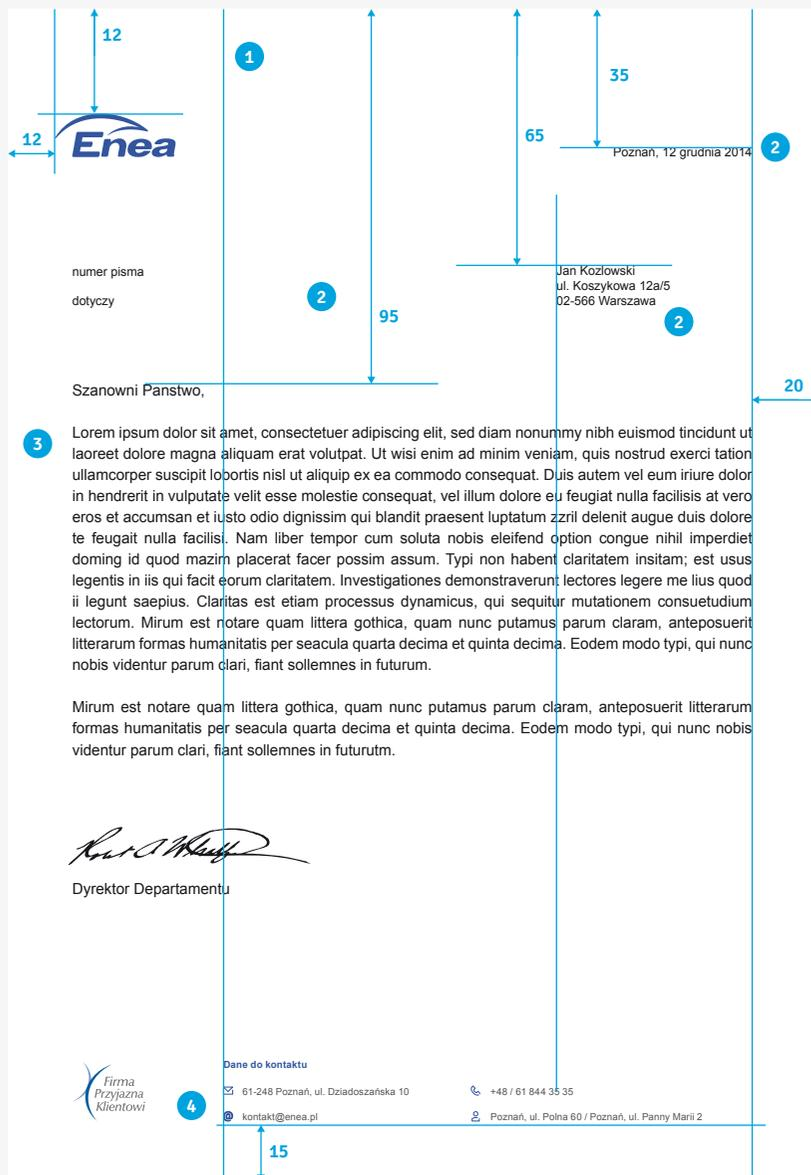 12
1
35
65
12
Enea
Poznań, 12 grudnia 2014
2
numer pisma
Jan Kozlowski
ul. Koszykowa 12a/5
dotyczy
02-566 Warszawa
2
95
2
20
Szanowni Panstwo,
3
Lorem ipsum dolor sit amet, consectetuer adipiscing elit, sed diam nonummy nibh euismod tincidunt ut
laoreet dolore magna aliquam erat volutpat. Ut wisi enim ad minim veniam, quis nostrud exerci tation
ullamcorper suscipit lobortis nisl ut aliquip ex ea commodo consequat. Duis autem vel eum iriure dolor
in hendrerit in vulputate velit esse molestie consequat, vel illum dolore eu feugiat nulla facilisis at vero
eros et accumsan et iusto odio dignissim qui blandit praesent luptatum zzril delenit augue duis dolore
te feugait nulla facilisi. Nam liber tempor cum soluta nobis eleifend option congue nihil imperdiet
doming id quod mazim placerat facer possim assum. Typi non habent claritatem insitam; est usus
legentis in iis qui facit eorum claritatem. Investigationes demonstraverunt lectores legere me lius quod
ii legunt saepius. Claritas est etiam processus dynamicus, qui sequitur mutationem consuetudium
lectorum. Mirum est notare quam littera gothica, quam nunc putamus parum claram, anteposuerit
litterarum formas humanitatis per seacula quarta decima et quinta decima. Eodem modo typi, qui nunc
nobis videntur parum clari, fiant sollemnes in futurum.
Mirum est notare quam littera gothica, quam nunc putamus parum claram, anteposuerit litterarum
formas humanitatis per seacula quarta decima et quinta decima. Eodem modo typi, qui nunc nobis
videntur parum clari, fiant sollemnes in futurutm.
Dyrektor Departamentu
Firma
Przyjazna
Klientowi
4
Dane do kontaktu
61-248 Poznań, ul. Dziadoszańska 10
+48 / 61 844 35 35
@ kontakt@enea.pl
Poznań, ul. Polna 60 / Poznań, ul. Panny Marii 2
15